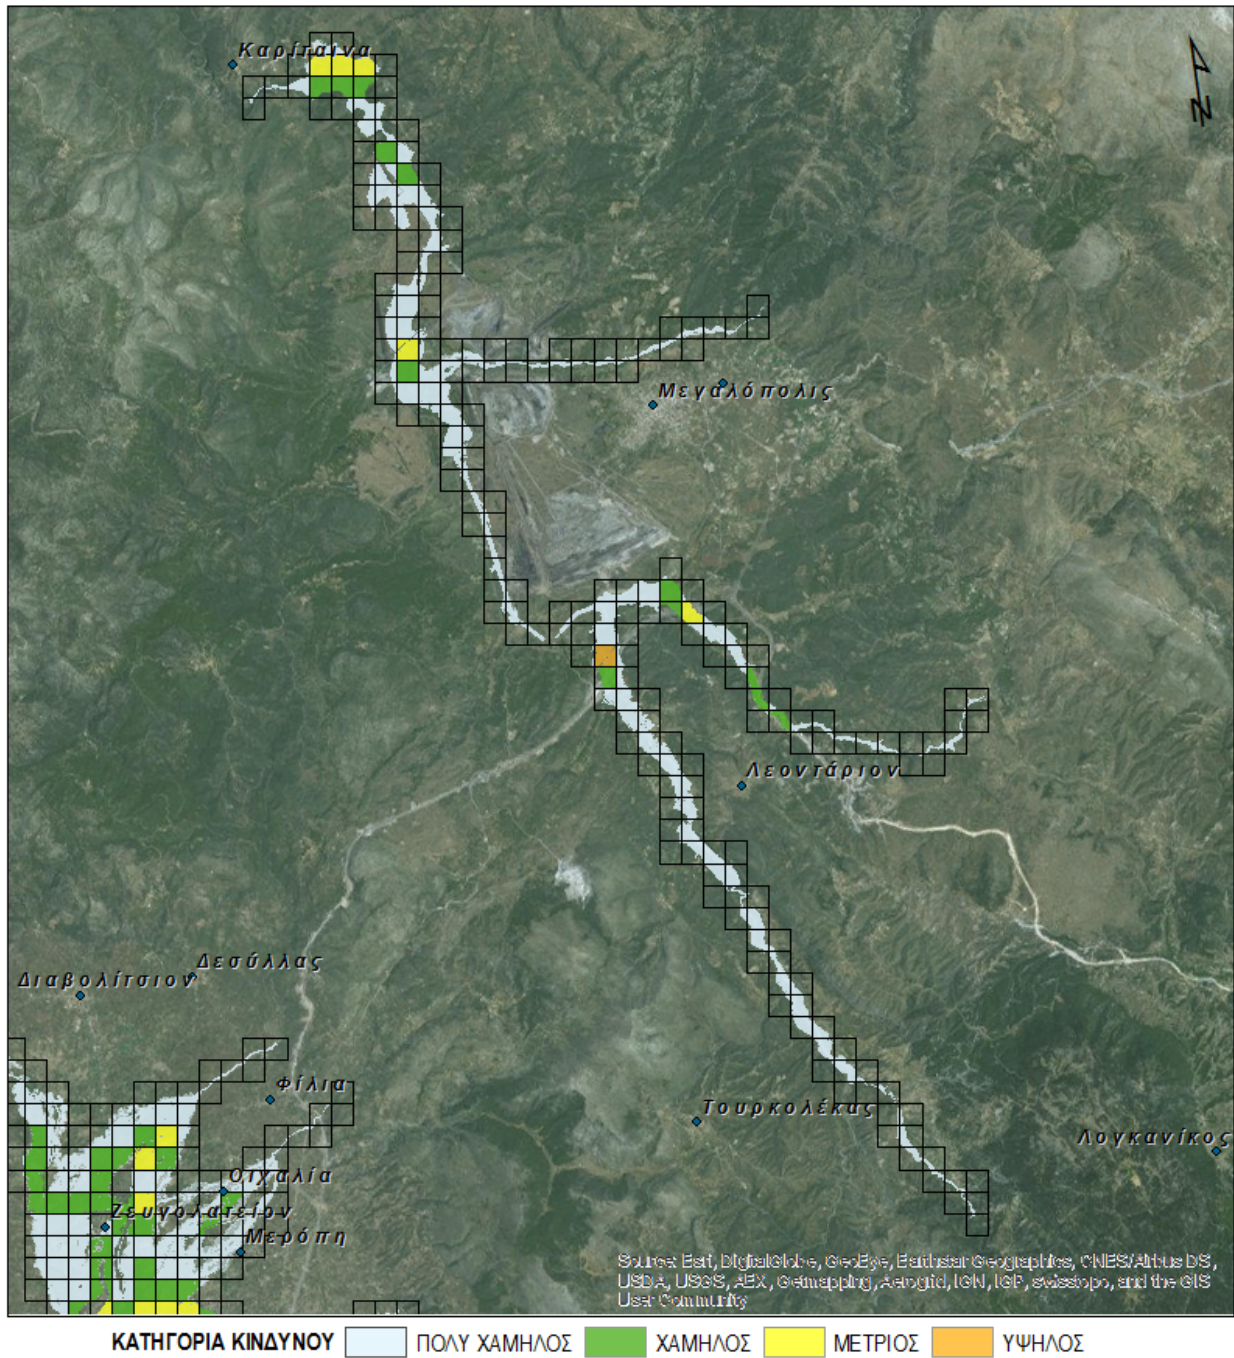 Καρίταινα
N
Μεγαλόπολις
Λεοντάριον
Δεσύλλας
Διαβολίτσιον
Φίλια
Τουρκολέκας
Λογκανίκος
Οιχαλία
Ζευγολατείον
Μερόπη
Source: Esri, DigitalGlobe, GeoEye, Earthstar Geographics, CNES/Airbus DS,
USDA, USGS, AEX, Getmapping, Aerogrid, IGN, IGP, swisstopo, and the GIS
User Community
ΚΑΤΗΓΟΡΙΑ ΚΙΝΔΥΝΟΥ ΠΟΛΥ ΧΑΜΗΛΟΣ ΧΑΜΗΛΟΣ ΜΕΤΡΙΟΣ ΥΨΗΛΟΣ